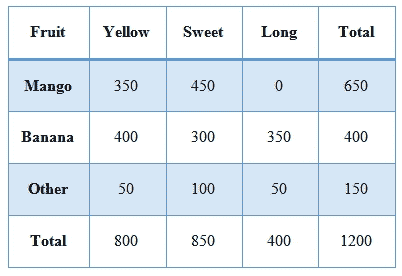 Fruit Yellow Sweet Long Total
Mango 350 450 0 650
Banana 400 300 350 400
Other 50 100 50 150
Total 800 850 400 1200